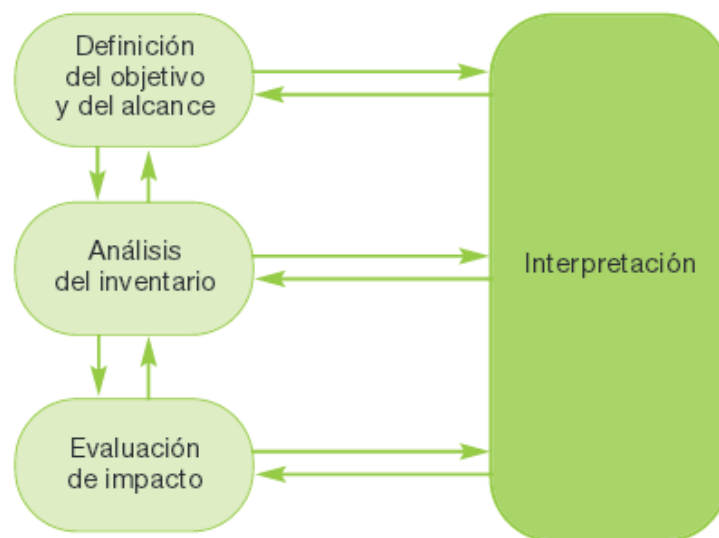 Definición
del objetivo
y del alcance
Análisis
del inventario
Interpretación
Evaluación
de impacto